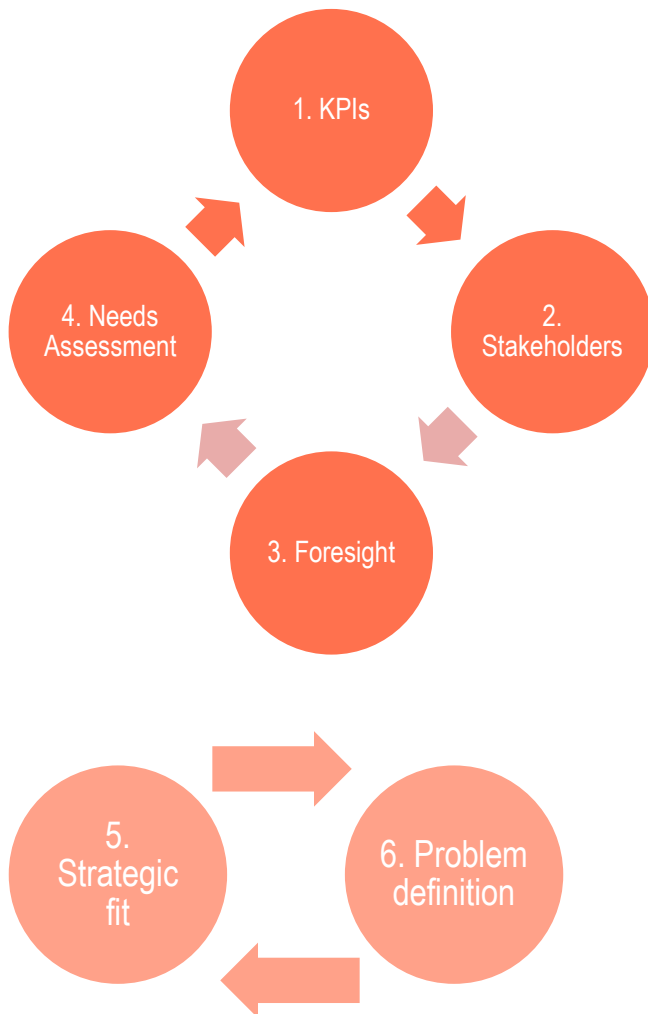 1. KPIs
4. Needs
Assessment
2.
Stakeholders
3. Foresight
5.
Strategic
fit
6. Problem
definition